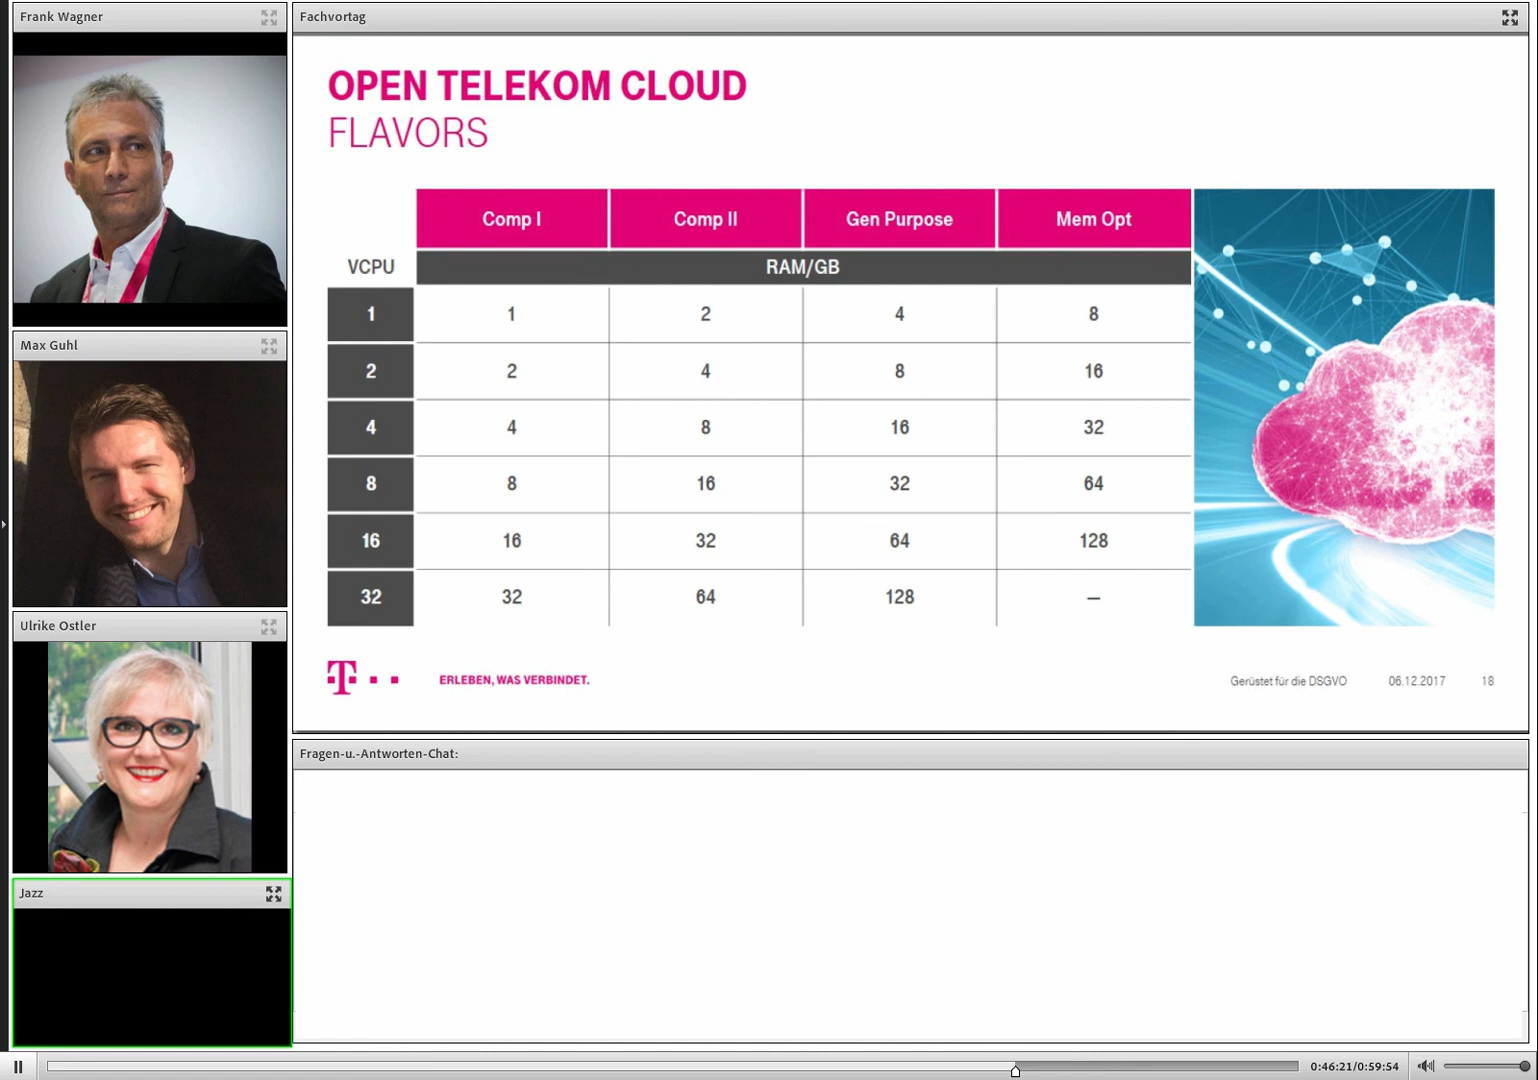 Frank Wagner
Max Guhl
Ulrike Ostler
Jazz
Fachvortag
OPEN TELEKOM CLOUD
FLAVORS
Comp I Comp II Gen Purpose Mem Opt
VCPU RAM/GB
1 1 2 4 8
2 2 4 8 16
4 4 8 16 32
8 8 16 32 64
16 16 32 64 128
32 32 64 128 –
T ERLEBEN, WAS VERBINDET. Gerüstet für die DSGVO 06.12.2017 18
Fragen-u.-Antworten-Chat:
0:46:21/0:59:54